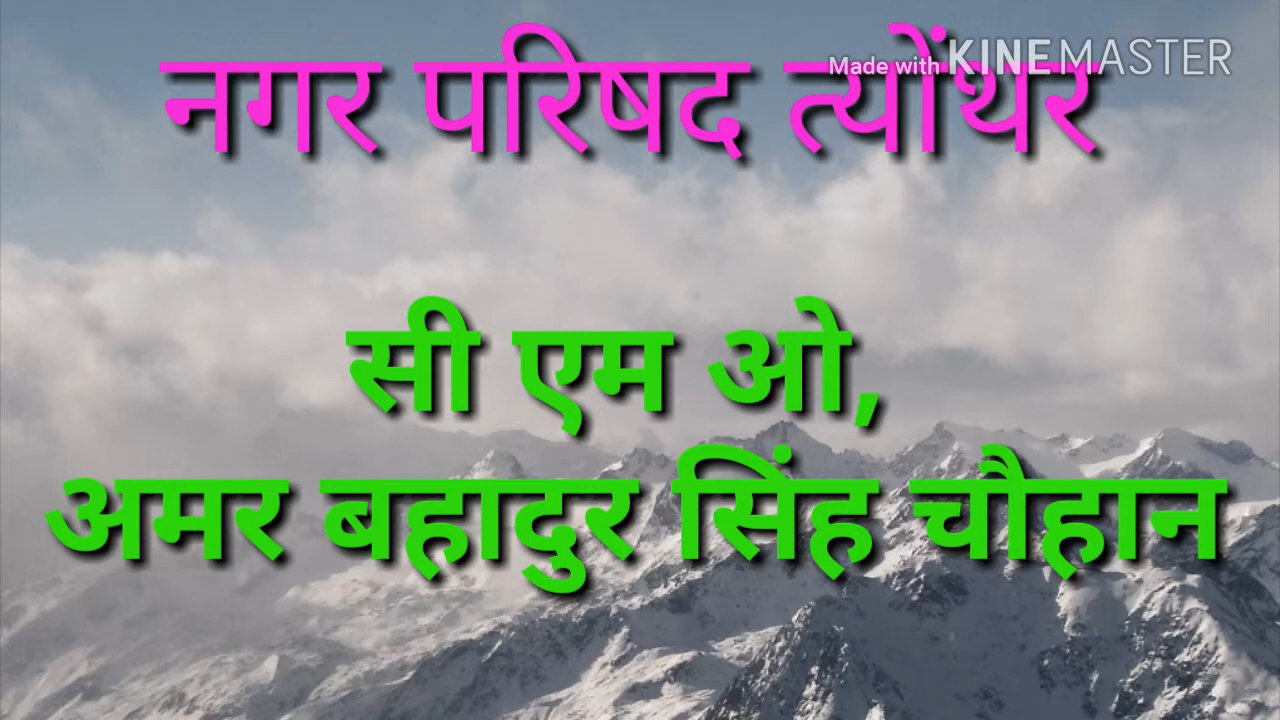 नगर परिषद त्योंथर
Made with KINEMASTER
सी एम ओ,
अमर बहादुर सिंह चौहान